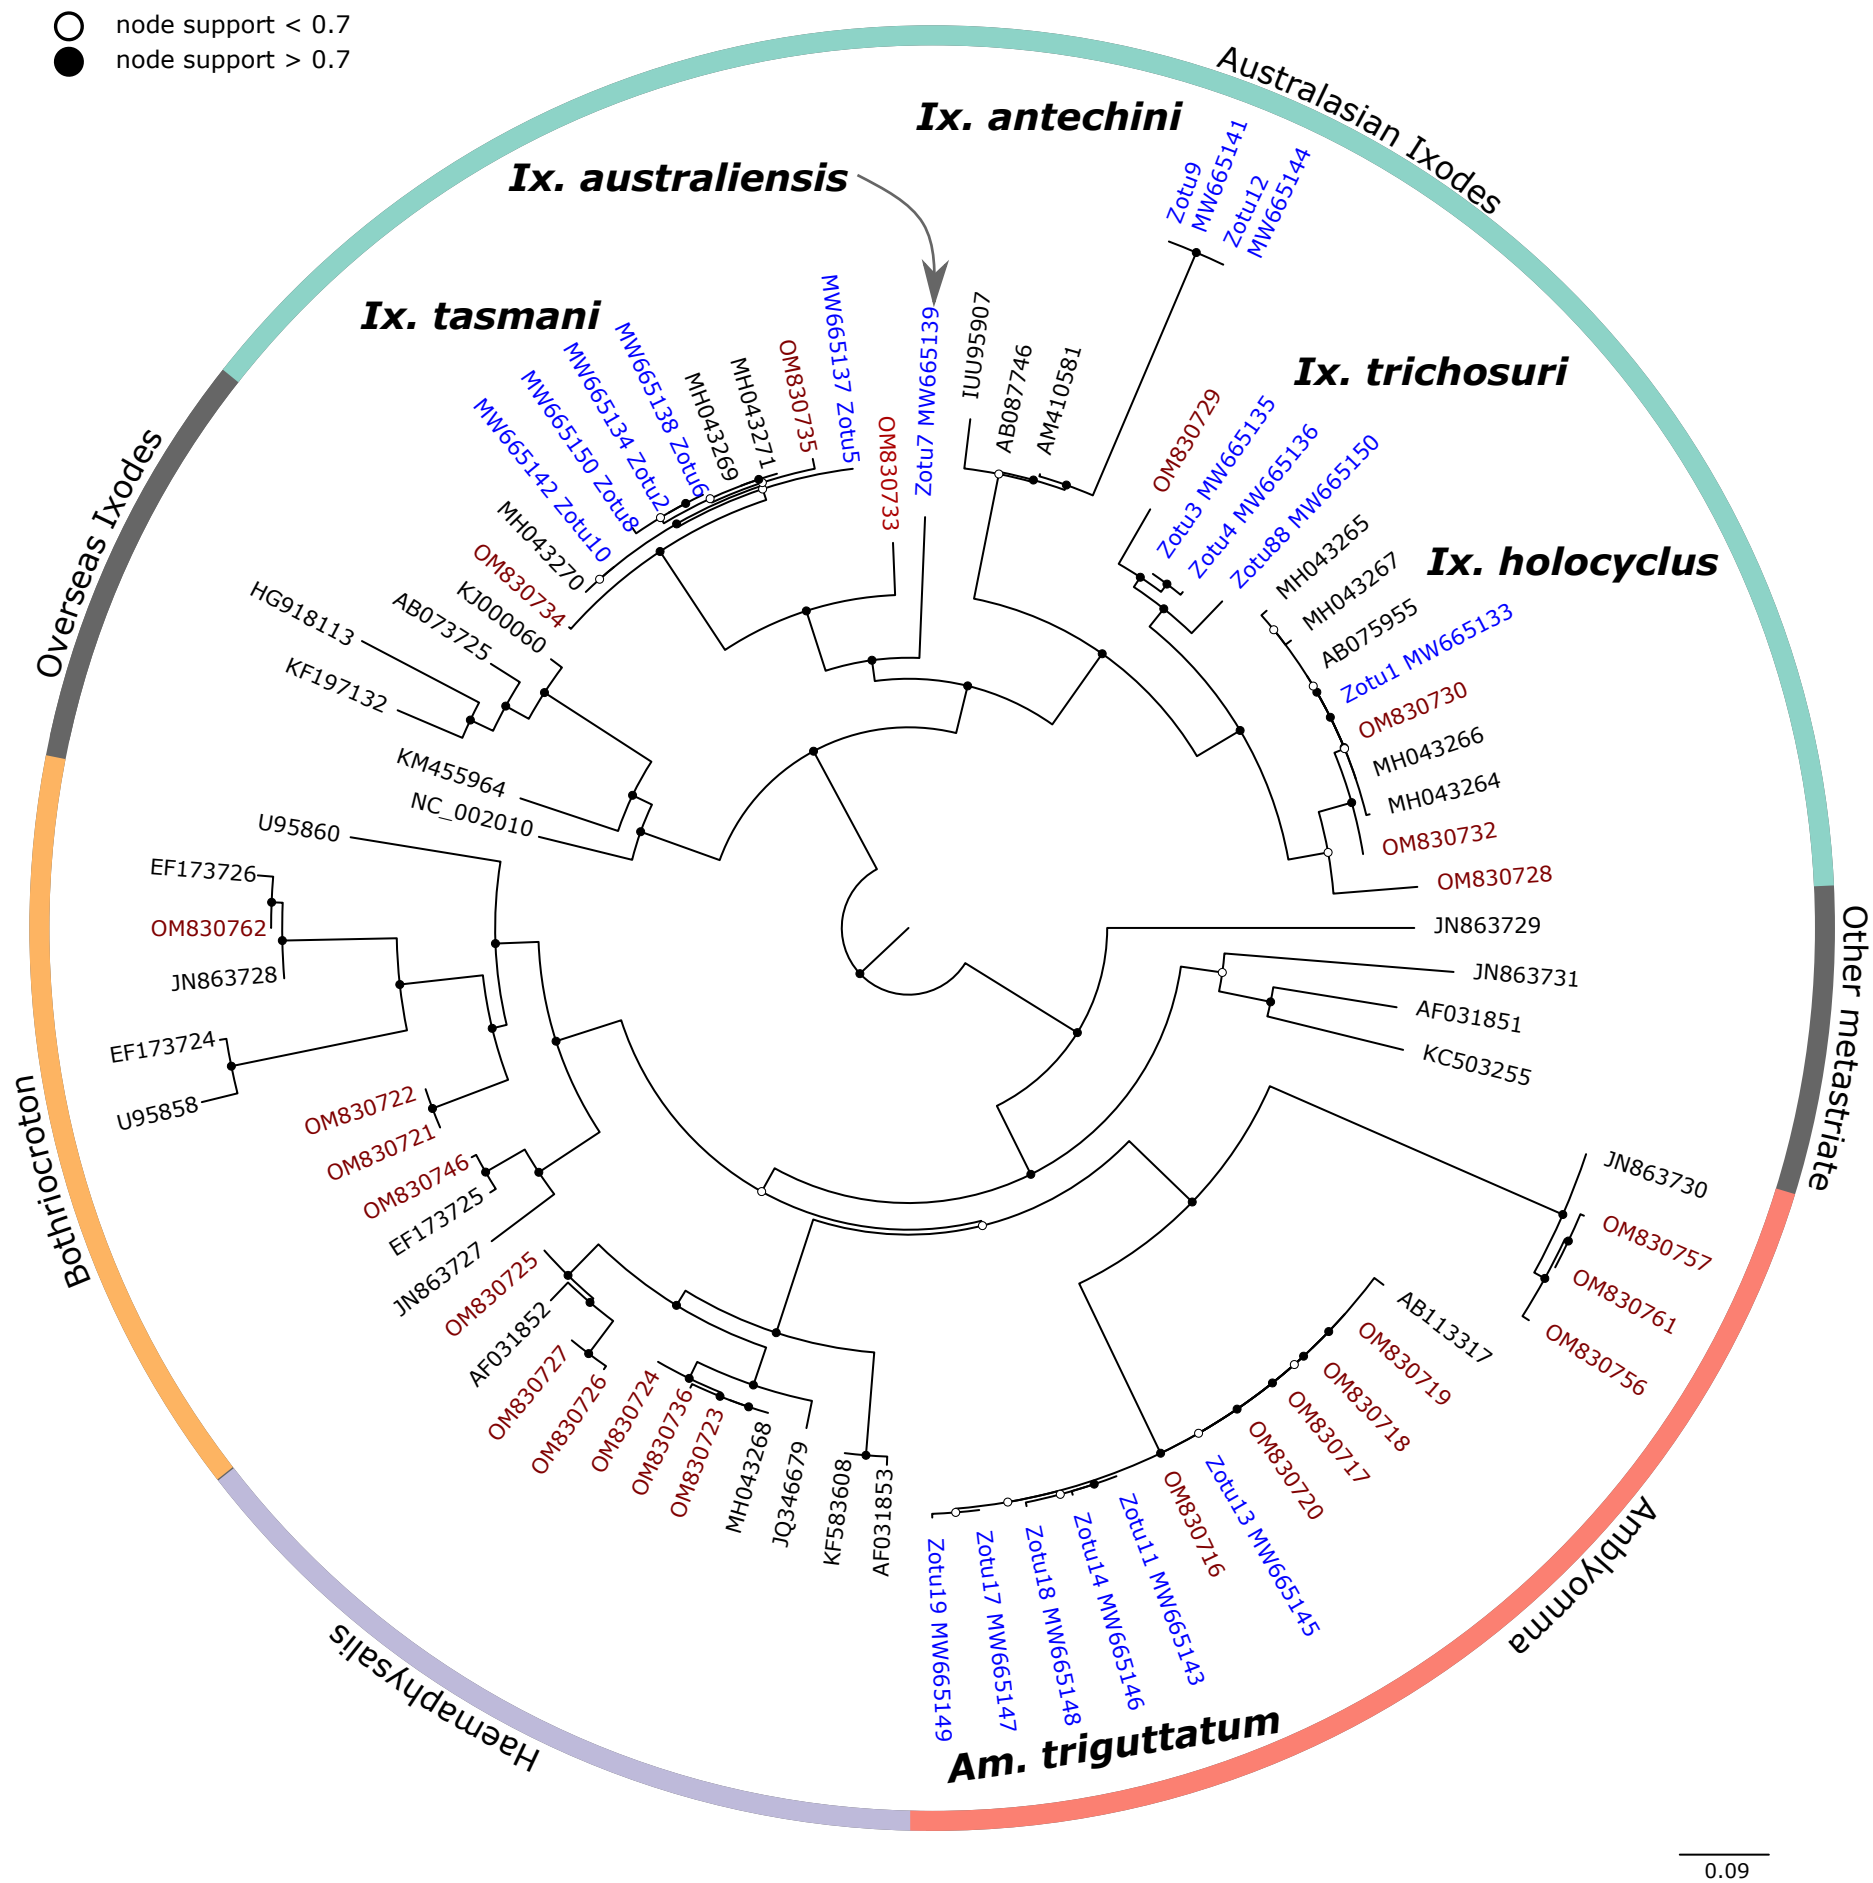 node support < 0.7
node support > 0.7
Australasian Ixodes
Ix. antechini
Ix. australiensis
Ix. tasmani
Ix. trichosuri
Ix. holocyclus
Zotu9
MW665141
Zotu12
MW665144
IUU95907
AB087746
AM410581
OM830729
Zotu3 MW665135
Zotu4 MW665136
Zotu88 MW665150
MH043265
MH043267
AB075955
Zotu1 MW665133
OM830730
MH043266
MH043264
OM830732
OM830728
Other metastriate
JN863729
JN863731
AF031851
KC503255
Amblyomma
JN863730
OM830757
OM830761
OM830756
AB113317
OM830719
OM830718
OM830717
OM830720
Zotu13 MW665145
OM830716
Zotu11 MW665143
Zotu14 MW665146
Zotu18 MW665148
Zotu17 MW665147
Zotu19 MW665149
Am. triguttatum
Haemaphysalis
AF031853
KF583608
JQ346679
MH043268
OM830723
OM830736
OM830724
OM830726
OM830727
AF031852
OM830725
Bothriocroton
JN863727
EF173725
OM830746
OM830721
OM830722
U95858
EF173724
JN863728
OM830762
EF173726
U95860
Overseas Ixodes
NC_002010
KM455964
KF197132
HG918113
AB073725
KJ000060
OM830734
MH043270
MW665142 Zotu10
MW665150 Zotu8
MW665134 Zotu2
MW665138 Zotu6
MH043269
MH043271
OM830735
MW665137 Zotu5
OM830733
Zotu7 MW665139
0.09